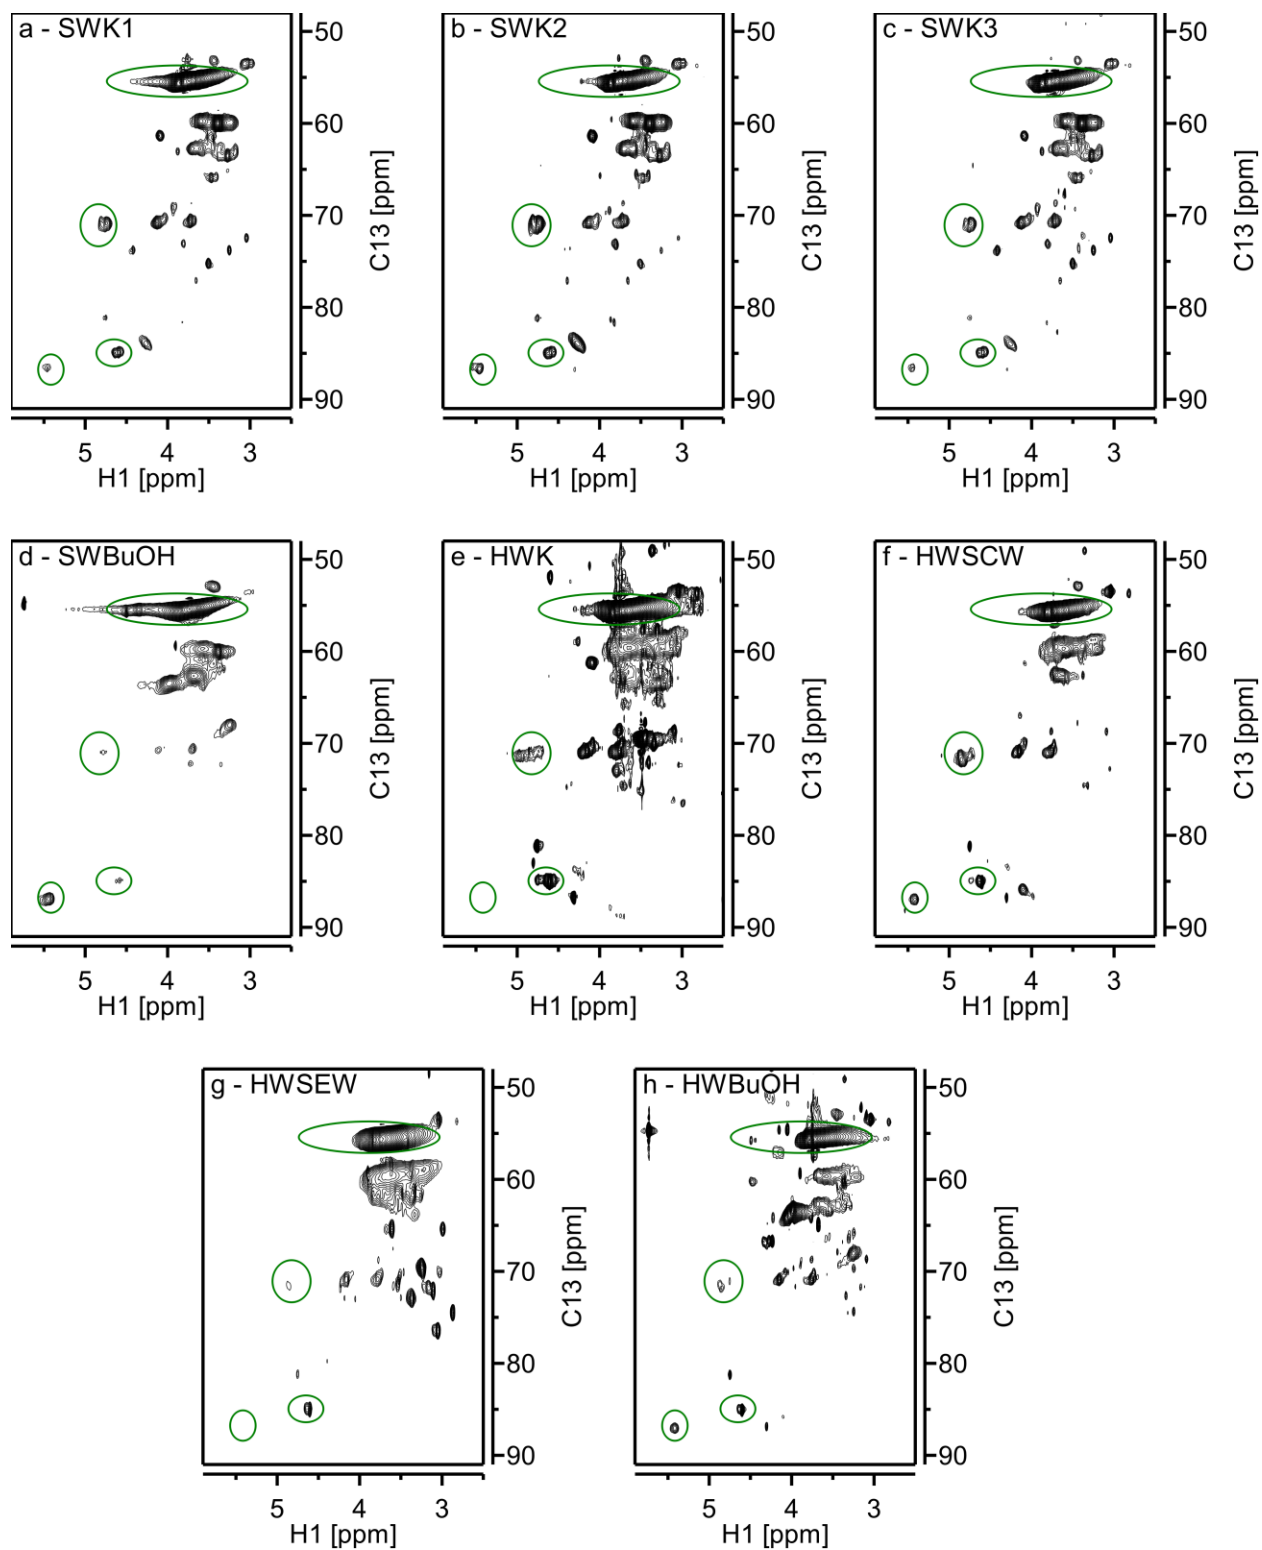 a - SWK1
50
60
70
80
90
C13 [ppm]
5 4 3
H1 [ppm]
b - SWK2
50
60
70
80
90
C13 [ppm]
5 4 3
H1 [ppm]
c - SWK3
50
60
70
80
90
C13 [ppm]
5 4 3
H1 [ppm]
d - SWBuOH
50
60
70
80
90
C13 [ppm]
5 4 3
H1 [ppm]
e - HWK
50
60
70
80
90
C13 [ppm]
5 4 3
H1 [ppm]
f - HWSCW
50
60
70
80
90
C13 [ppm]
5 4 3
H1 [ppm]
g - HWSEW
50
60
70
80
90
C13 [ppm]
5 4 3
H1 [ppm]
h - HWBuOH
50
60
70
80
90
C13 [ppm]
5 4 3
H1 [ppm]